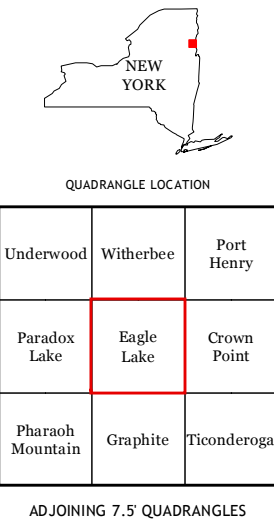 NEW
YORK
QUADRANGLE LOCATION
Underwood
Witherbee
Port
Henry
Paradox
Lake
Eagle
Lake
Crown
Point
Pharaoh
Mountain
Graphite
Ticonderoga
ADJOINING 7.5' QUADRANGLES